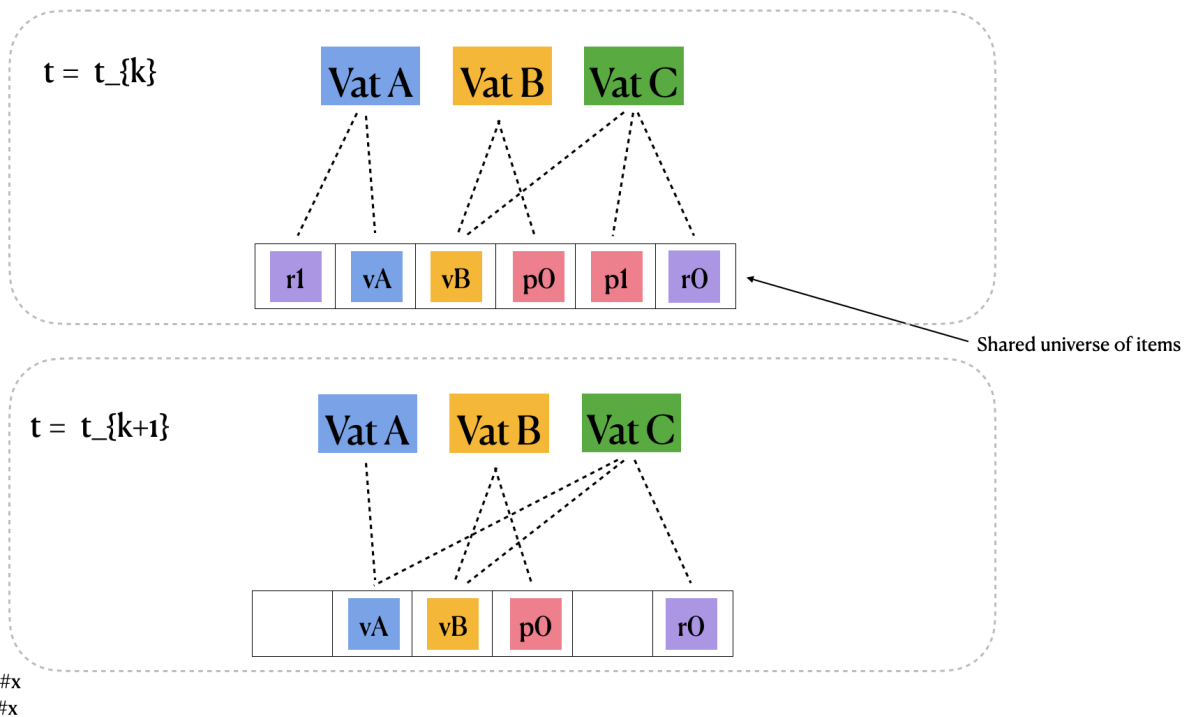 t = t_{k}
Vat A Vat B Vat C
r1 vA vB p0 p1 r0
Shared universe of items
t = t_{k+1}
Vat A Vat B Vat C
vA vB p0 r0
#x
#x